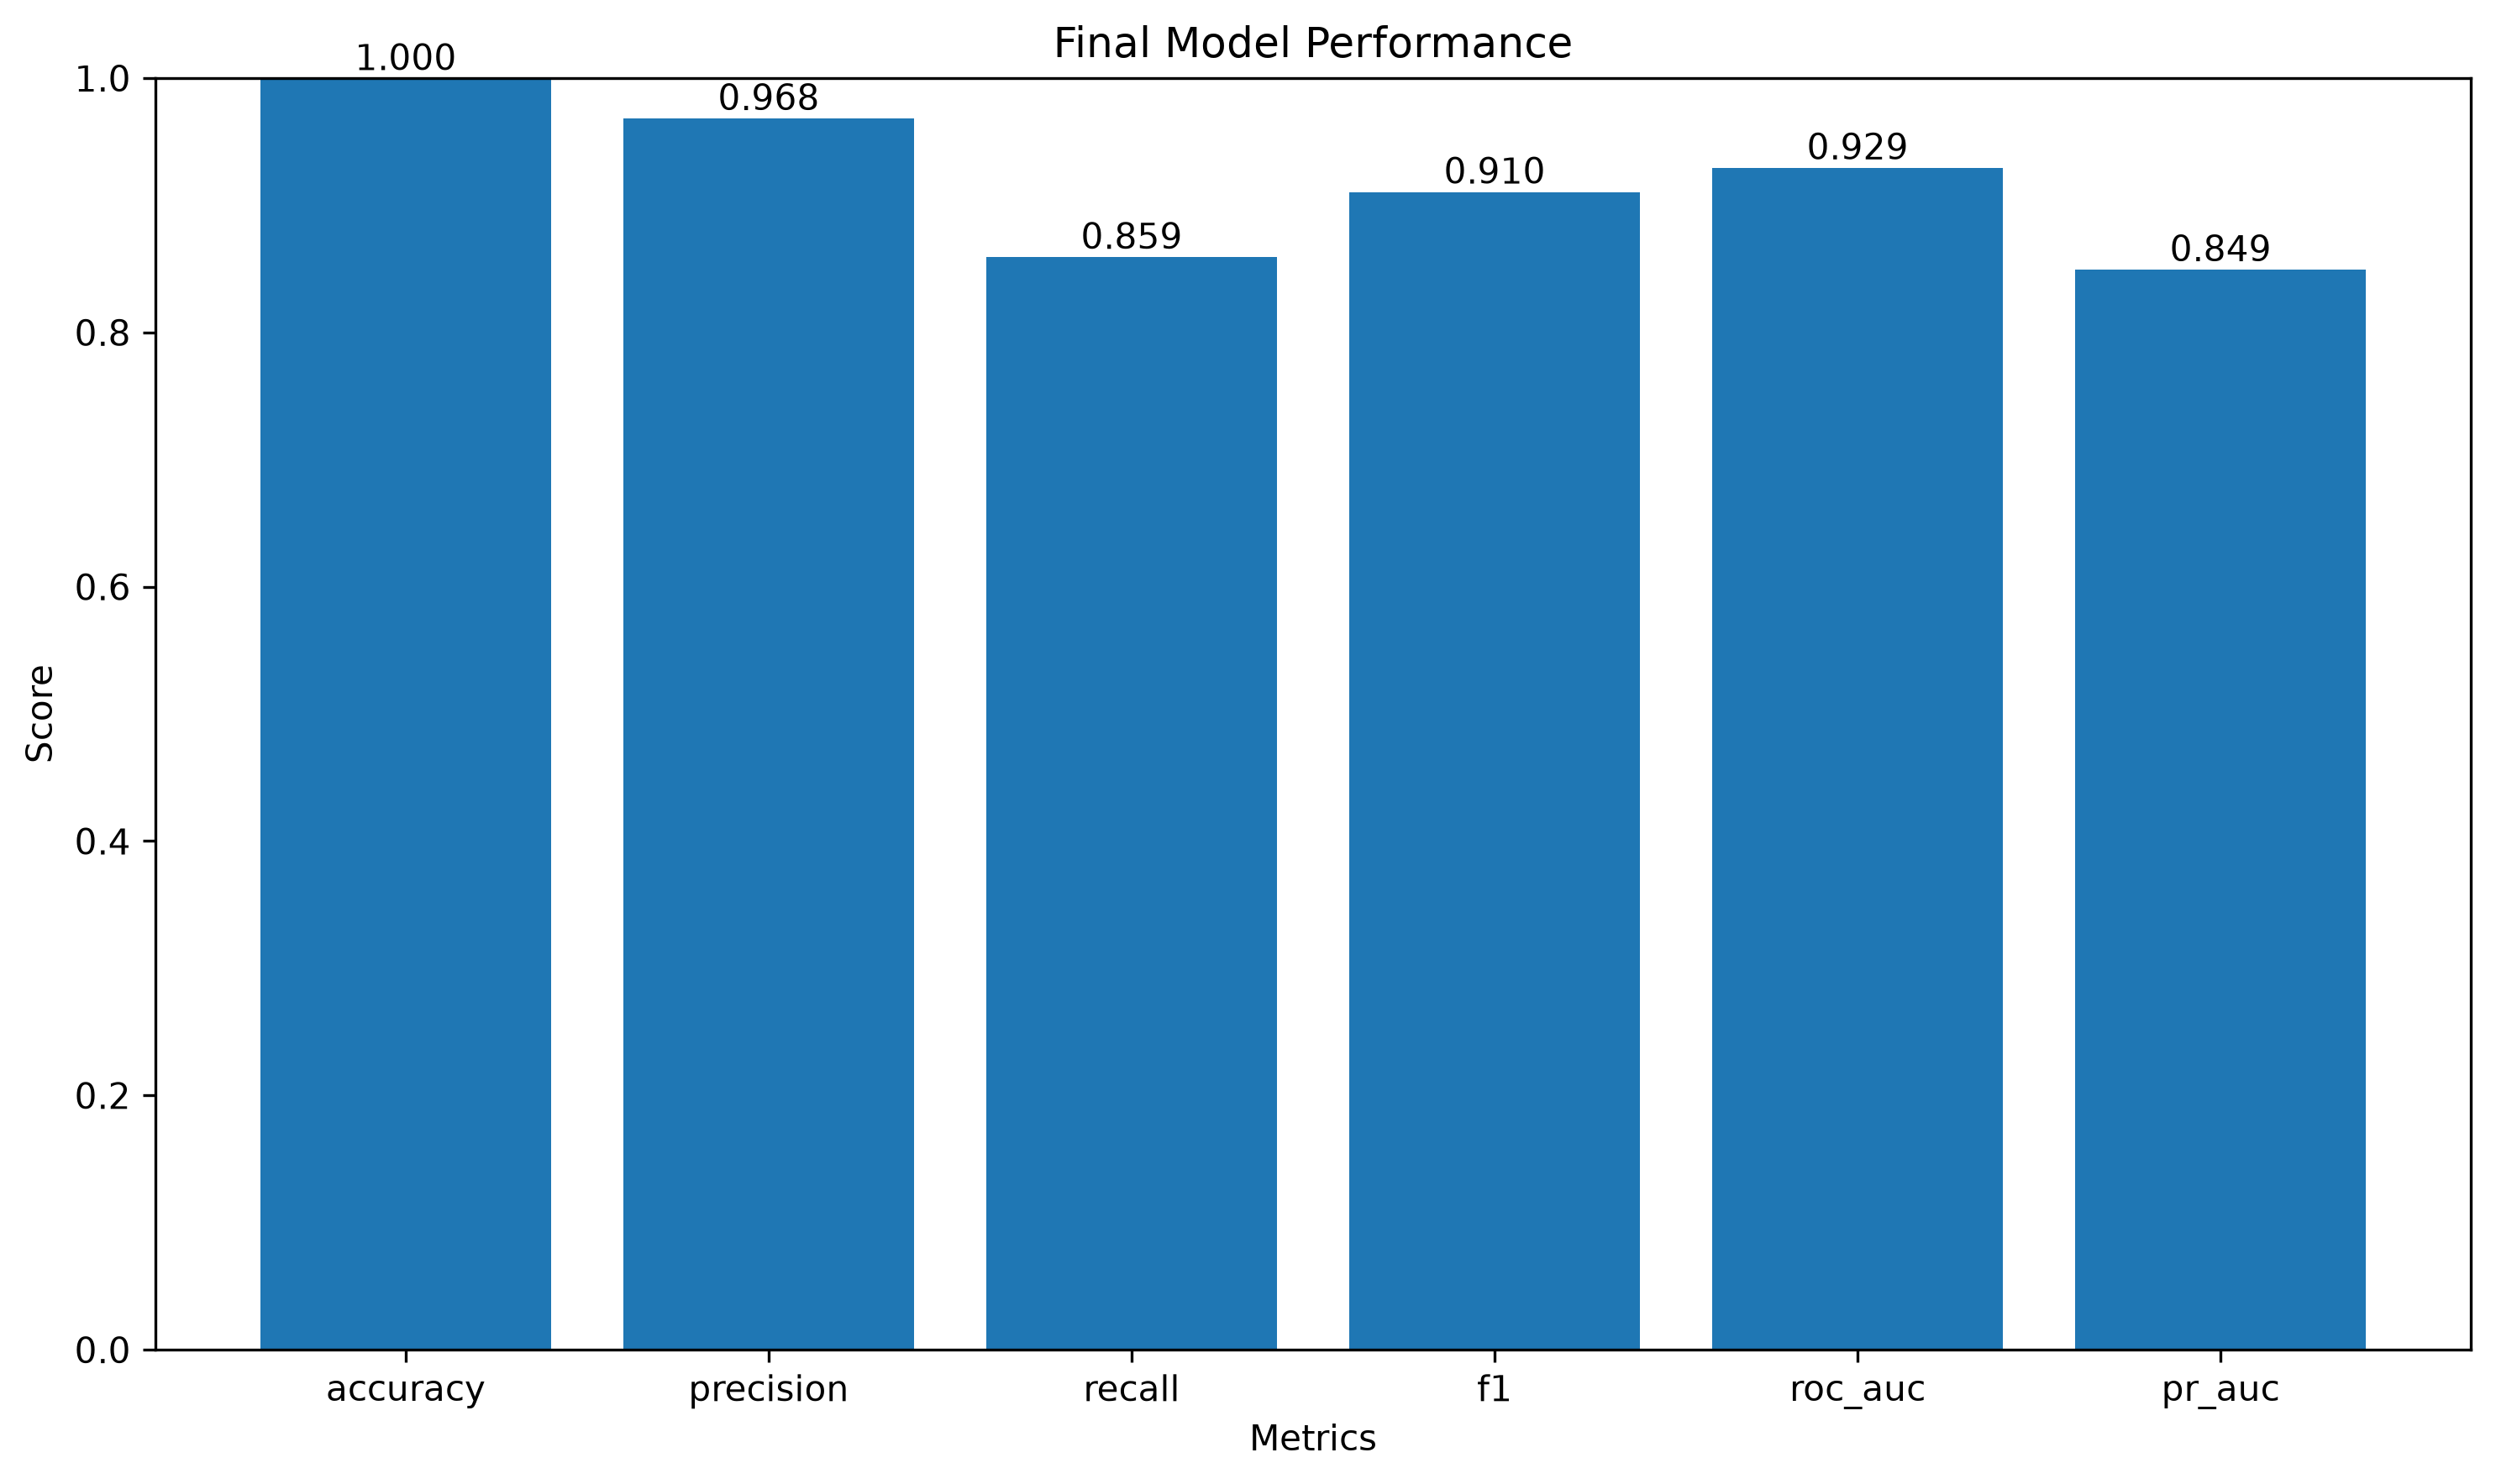 Final Model Performance
1.000
0.968
0.859
0.910
0.929
0.849
1.0
0.8
0.6
0.4
0.2
0.0
Score
accuracy
precision
recall
f1
roc_auc
pr_auc
Metrics